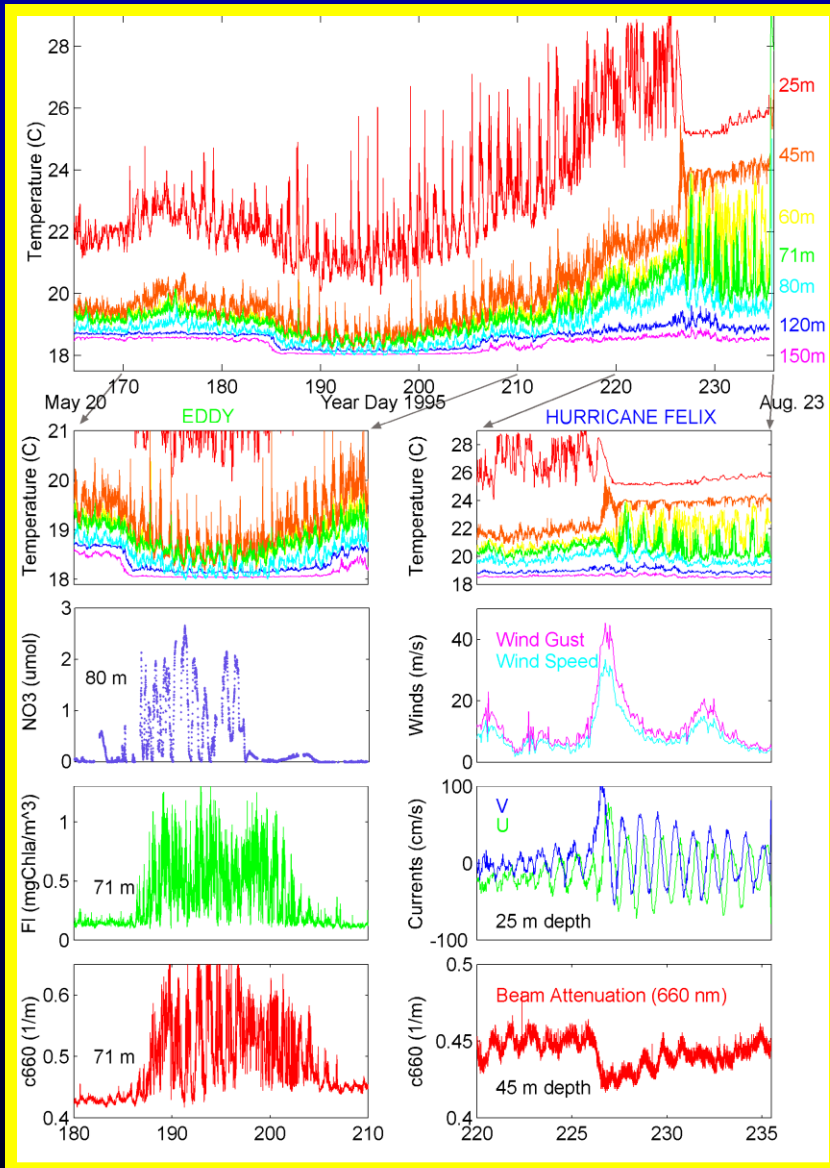 28
26
24
22
20
18
Temperature (C)
25m
45m
60m
71m
80m
120m
150m
170 180 190 200 210 220 230
May 20 Year Day 1995 Aug. 23
EDDY
21
20
19
18
Temperature (C)
HURRICANE FELIX
28
26
24
22
20
18
Temperature (C)
3
2
1
0
NO3 (umol)
80 m
40
20
0
Winds (m/s)
Wind Gust
Wind Speed
1
0.5
0
Fl (mgChla/m^3)
71 m
100
0
-100
Currents (cm/s)
V
U
25 m depth
0.6
0.5
0.4
c660 (1/m)
71 m
180 190 200 210
0.5
0.45
0.4
c660 (1/m)
Beam Attenuation (660 nm)
45 m depth
220 225 230 235